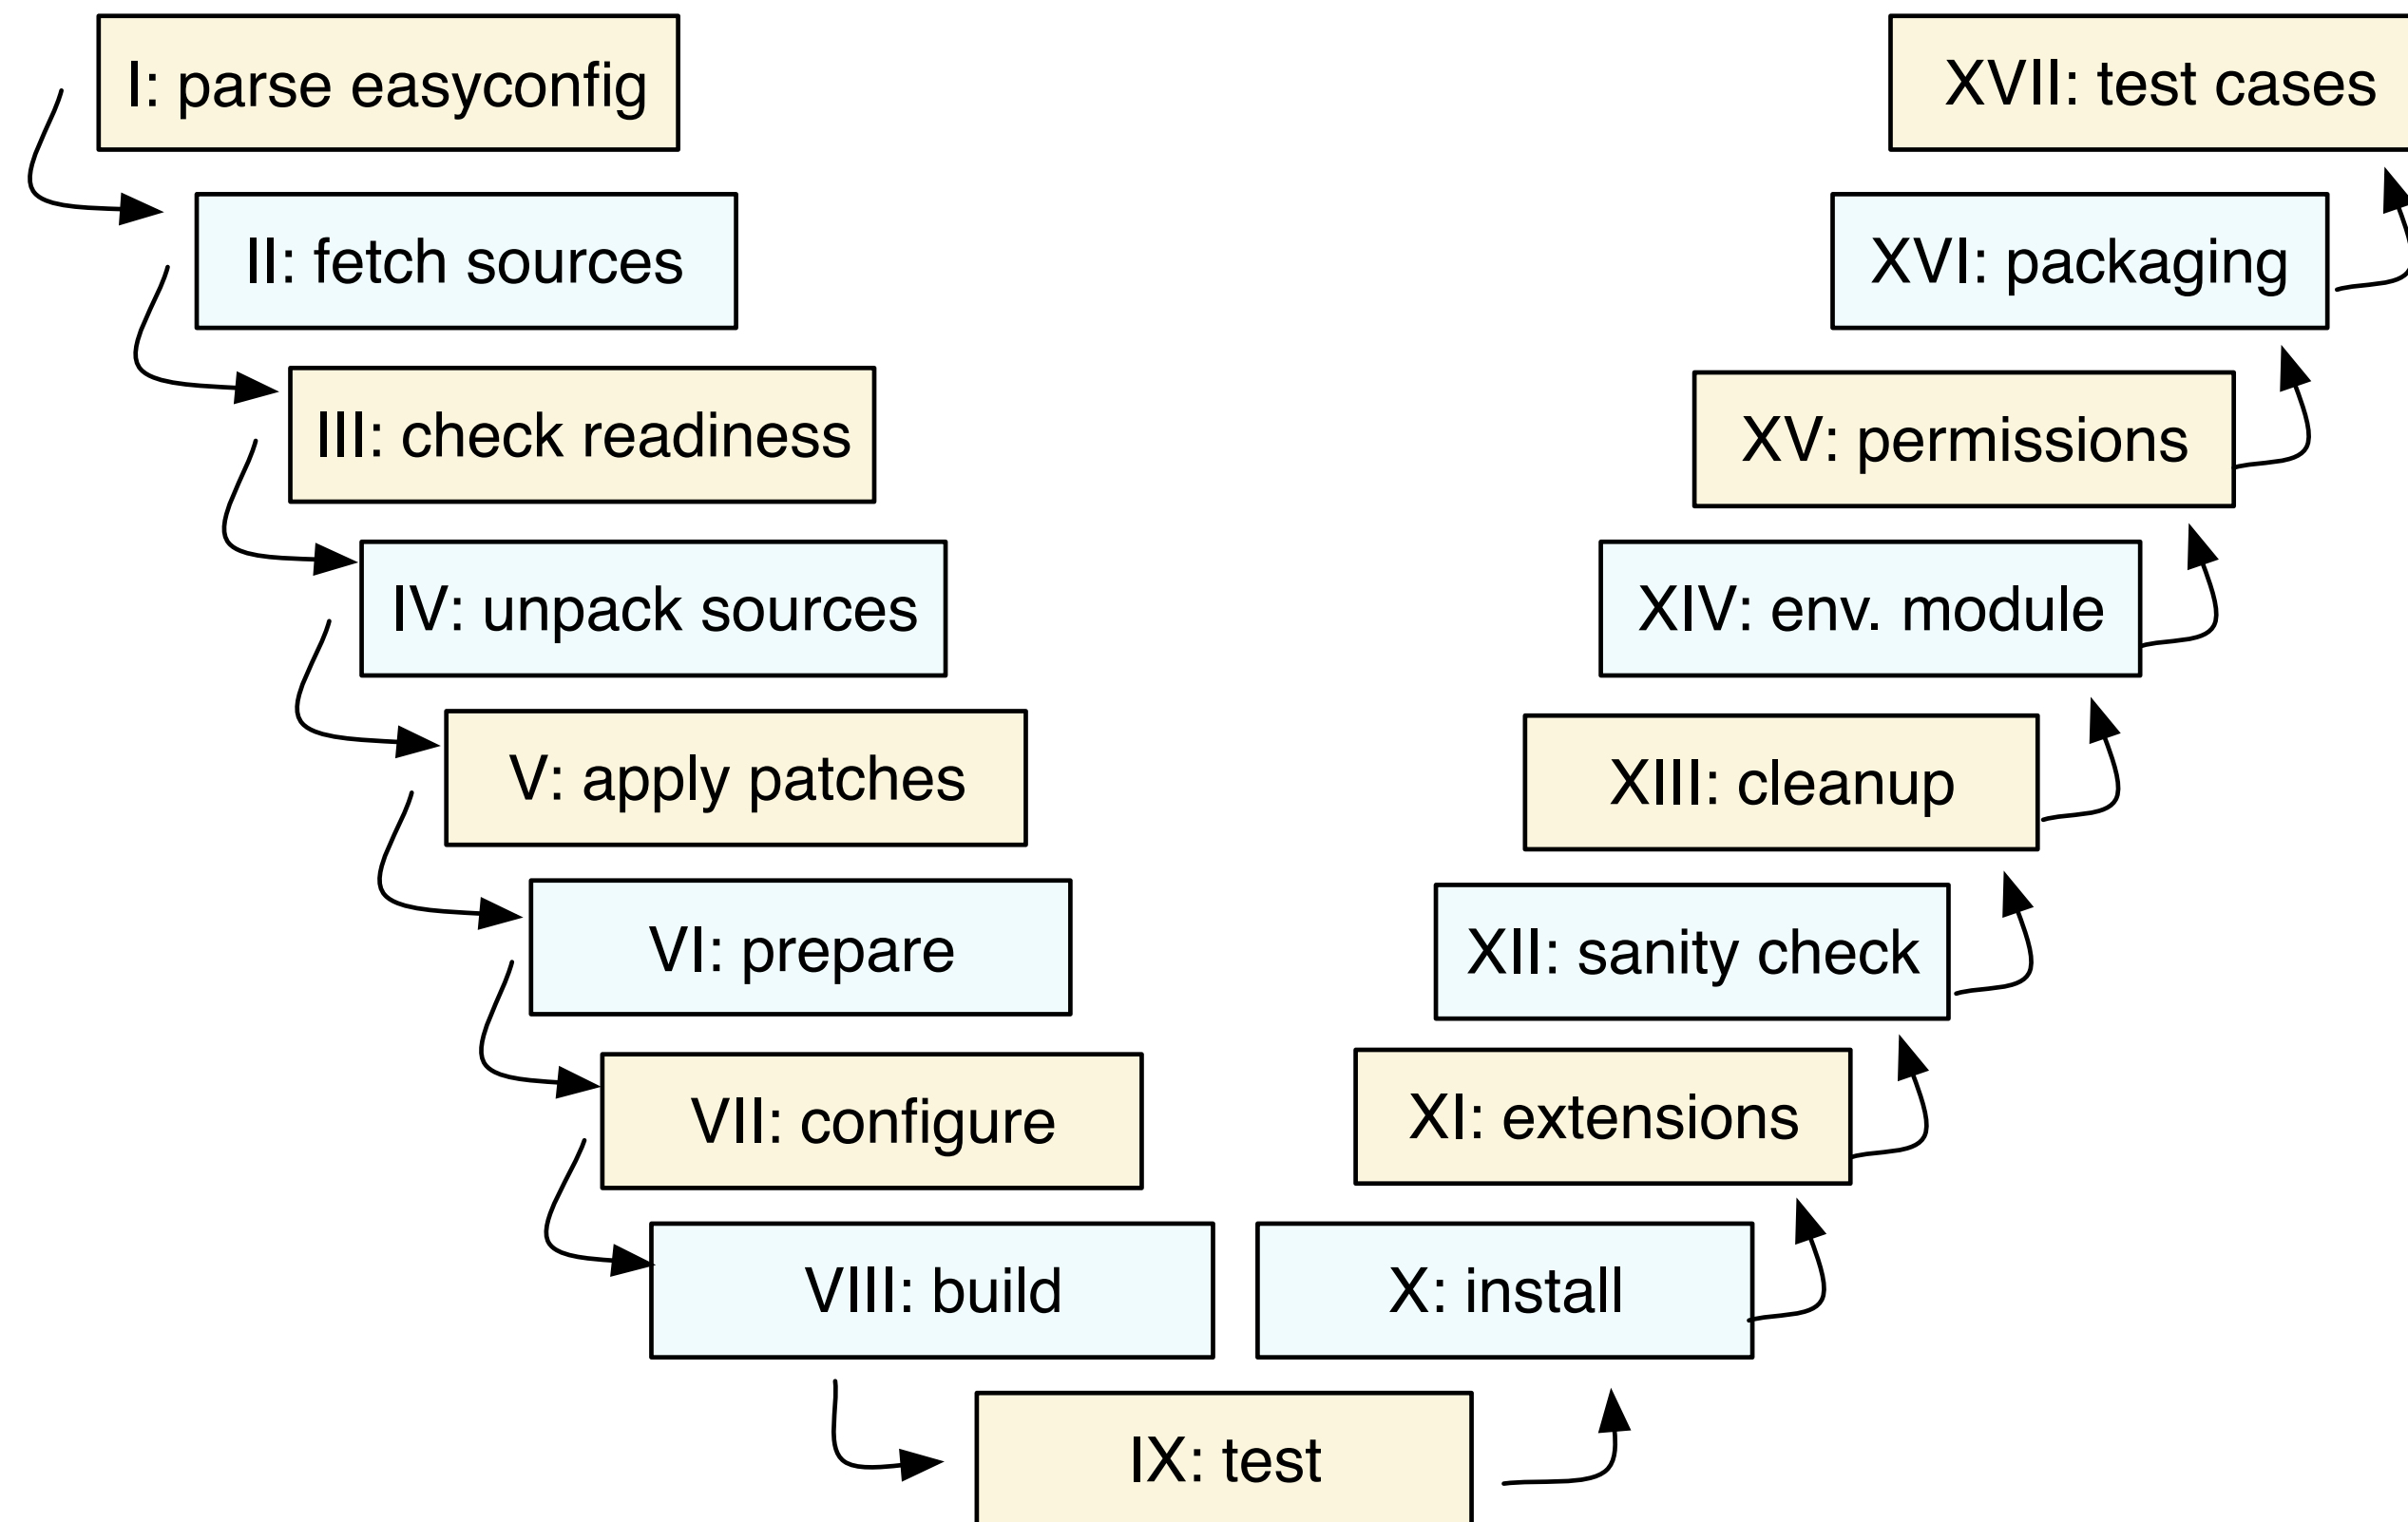 I: parse easyconfig
II: fetch sources
III: check readiness
IV: unpack sources
V: apply patches
VI: prepare
VII: configure
VIII: build
IX: test
X: install
XI: extensions
XII: sanity check
XIII: cleanup
XIV: env. module
XV: permissions
XVI: packaging
XVII: test cases